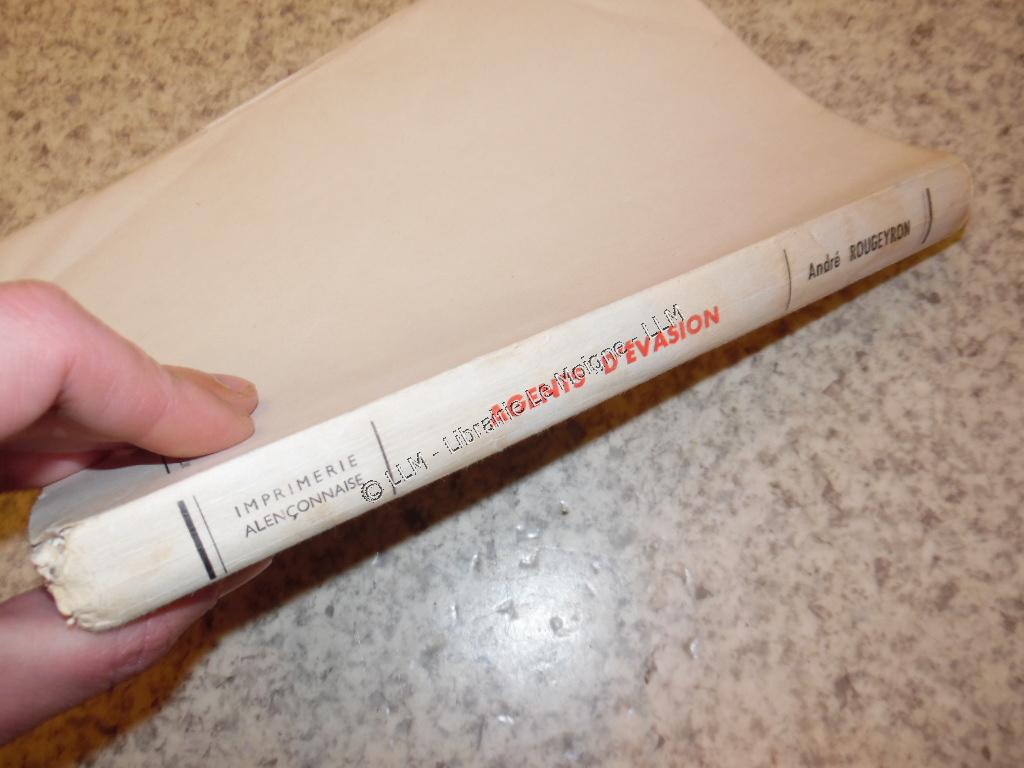 IMPRIMERIE
ALENÇONNAISE
AGENTS D'EVASION
André ROUGEYRON
© LLM - Librairie Le Moigne - LLM